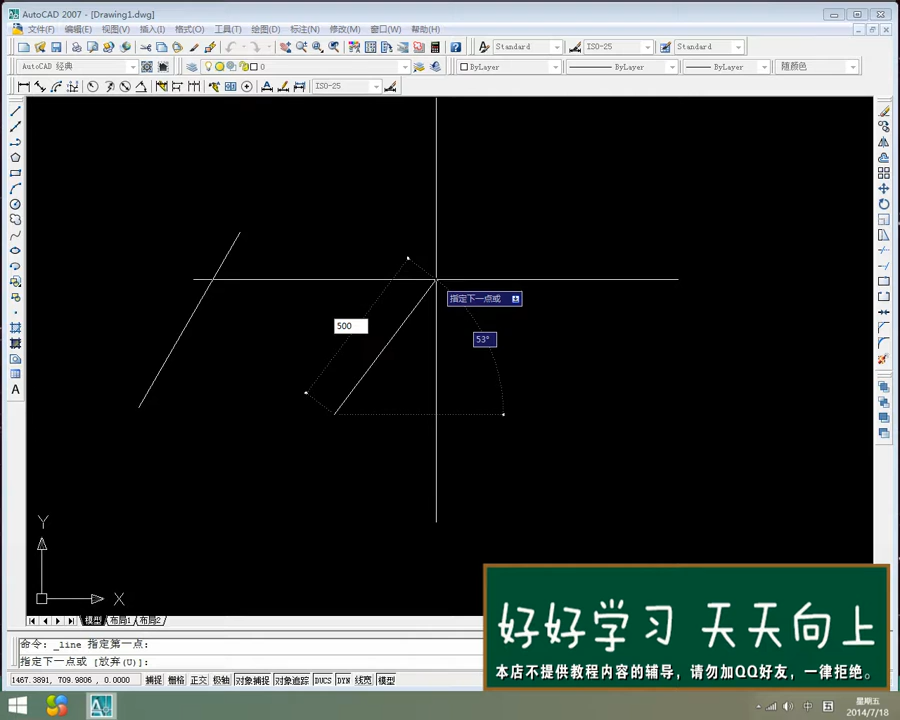 AutoCAD 2007 - [Drawing1.dwg]
文件(F) 编辑(E) 视图(V) 插入(I) 格式(O) 工具(T) 绘图(D) 标注(N) 修改(M) 窗口(W) 帮助(H)
Standard ISO-25 Standard
AutoCAD 经典 0 ByLayer ByLayer ByLayer 随颜色
ISO-25
指定下一点或
500
53°
Y
X
模型 布局1 布局2
命令: _line 指定第一点:
指定下一点或 [放弃(U)]:
1467.3891, 709.9806, 0.0000 捕捉 栅格 正交 极轴 对象捕捉 对象追踪 DUCS DYN 线宽 模型
好好学习 天天向上
本店不提供教程内容的辅导，请勿加QQ好友，一律拒绝。
中 五
星期五
2014/7/18